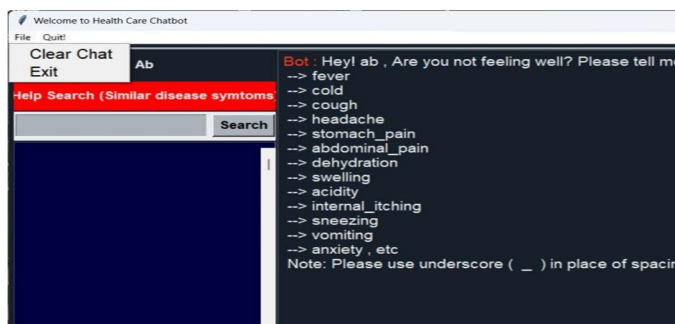 Welcome to Health Care Chatbot
File Quit!
Clear Chat
Exit
Ab
Help Search (Similar disease symtoms
Search
Bot : Hey! ab , Are you not feeling well? Please tell m
--> fever
--> cold
--> cough
--> headache
--> stomach_pain
--> abdominal_pain
--> dehydration
--> swelling
--> acidity
--> internal_itching
--> sneezing
--> vomiting
--> anxiety , etc
Note: Please use underscore ( _ ) in place of spacin